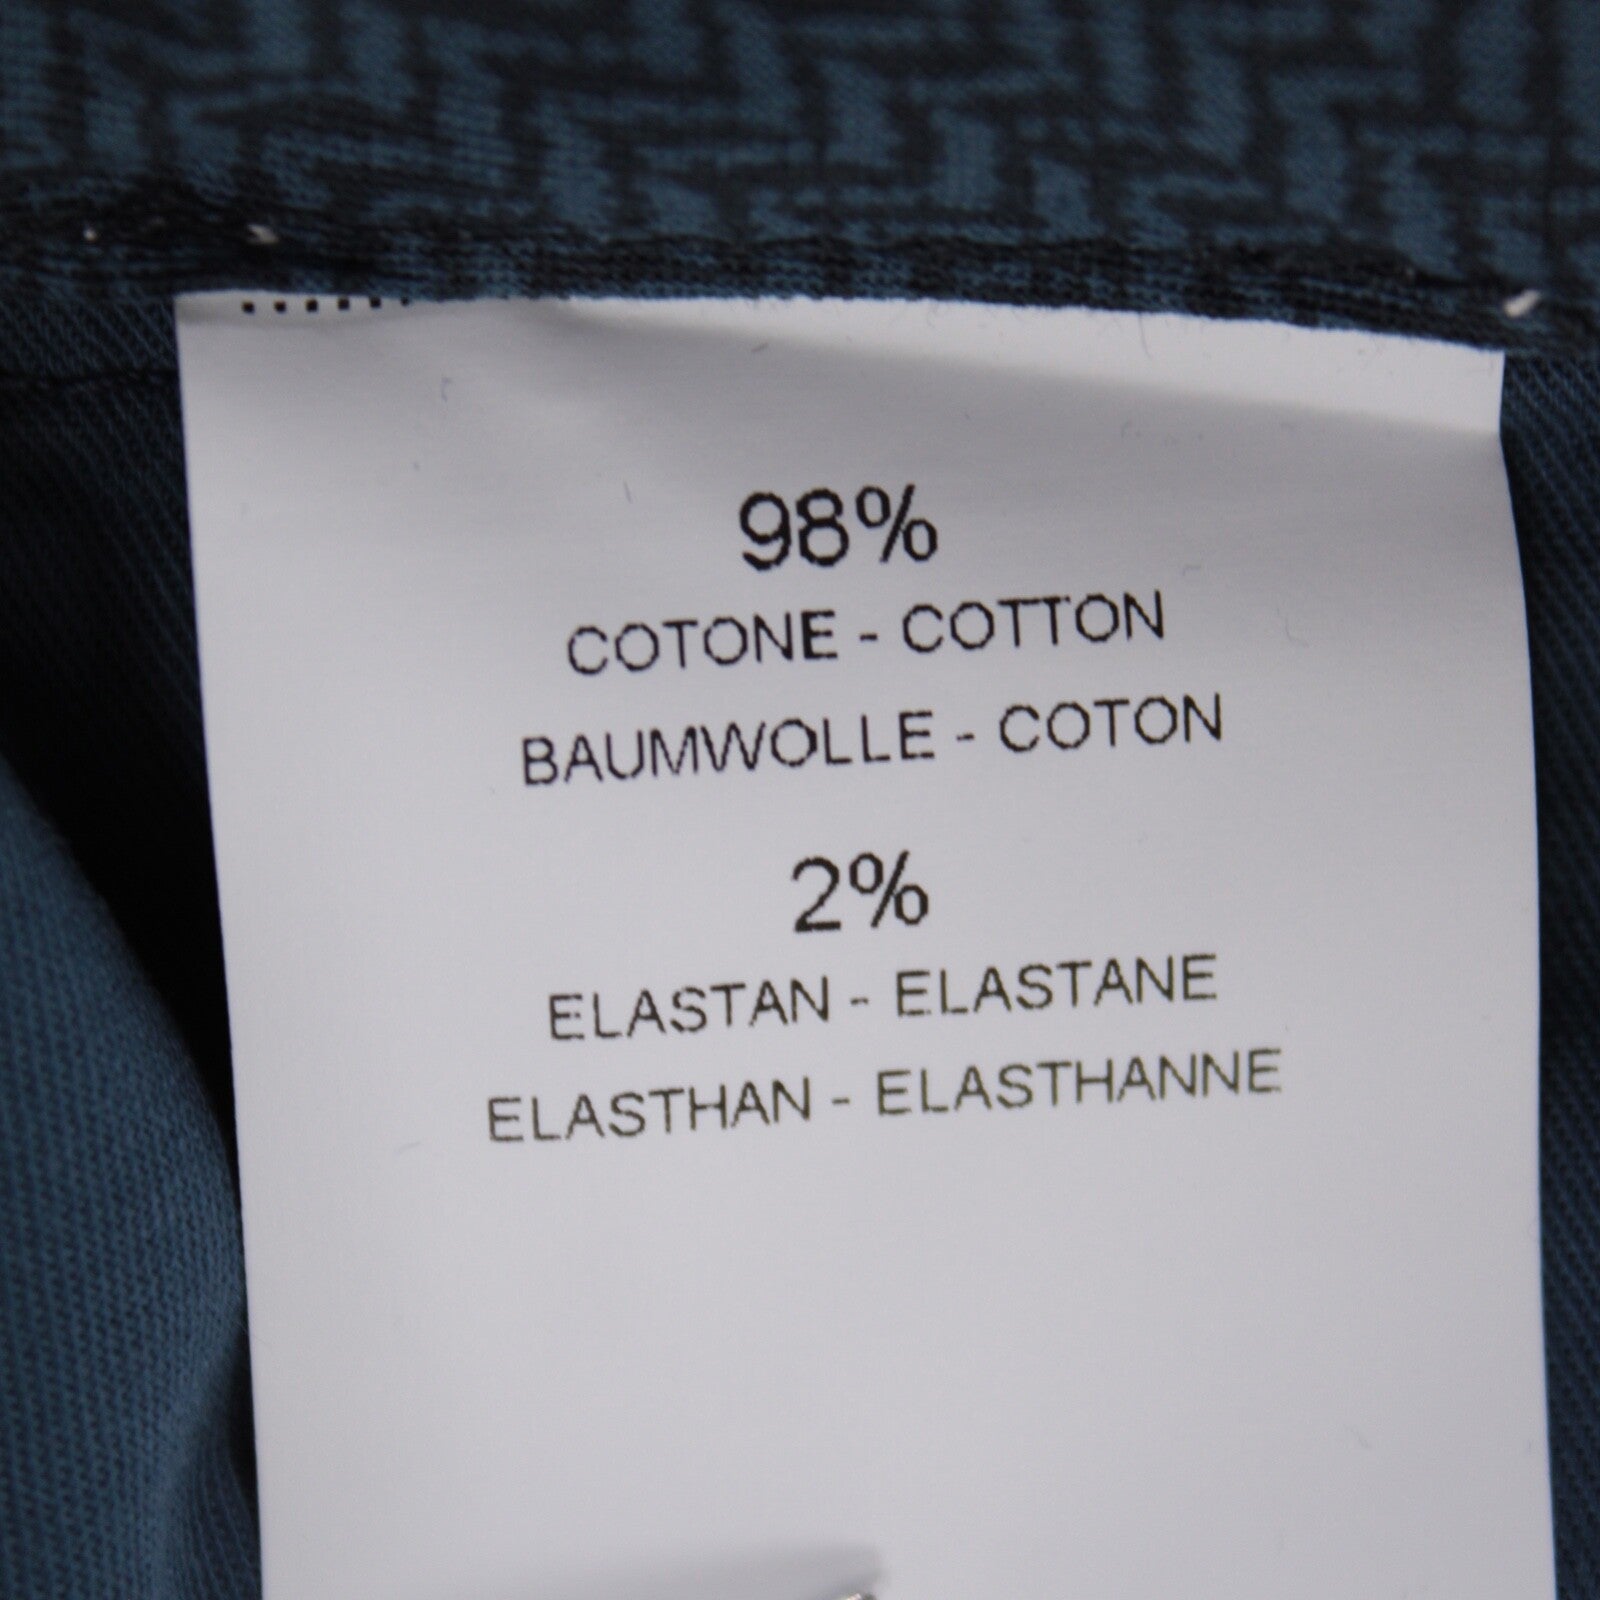 98%
COTONE - COTTON
BAUMWOLLE - COTON
2%
ELASTAN - ELASTANE
ELASTHAN - ELASTHANNE